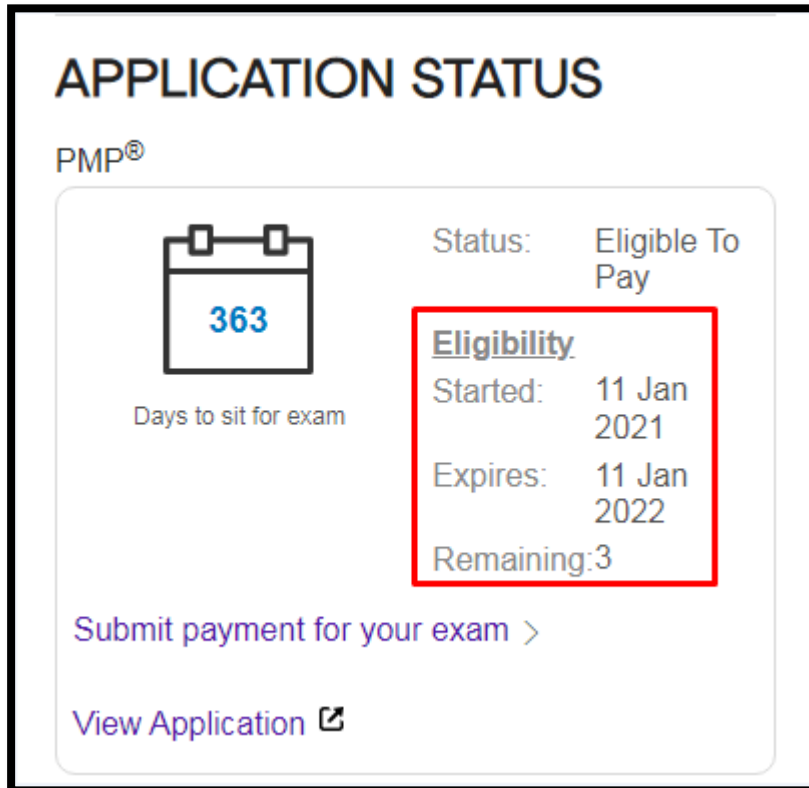 APPLICATION STATUS
PMP®
363
Days to sit for exam
Status: Eligible To
Pay
Eligibility
Started: 11 Jan
2021
Expires: 11 Jan
2022
Remaining:3
Submit payment for your exam >
View Application